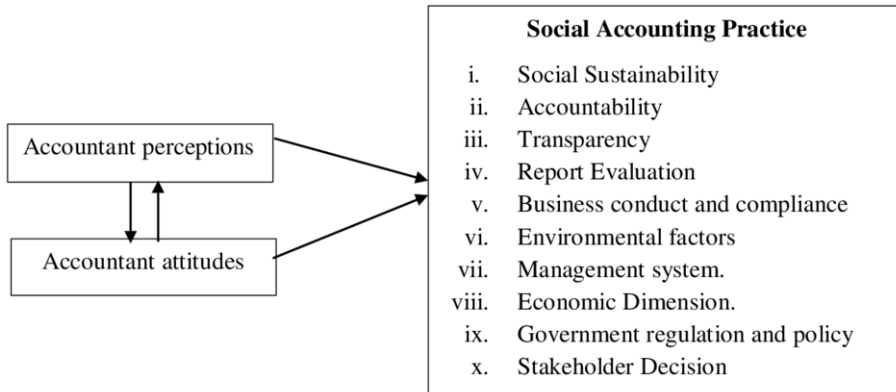 Social Accounting Practice
i. Social Sustainability
ii. Accountability
iii. Transparency
iv. Report Evaluation
v. Business conduct and compliance
vi. Environmental factors
vii. Management system.
viii. Economic Dimension.
ix. Government regulation and policy
x. Stakeholder Decision
Accountant perceptions
Accountant attitudes